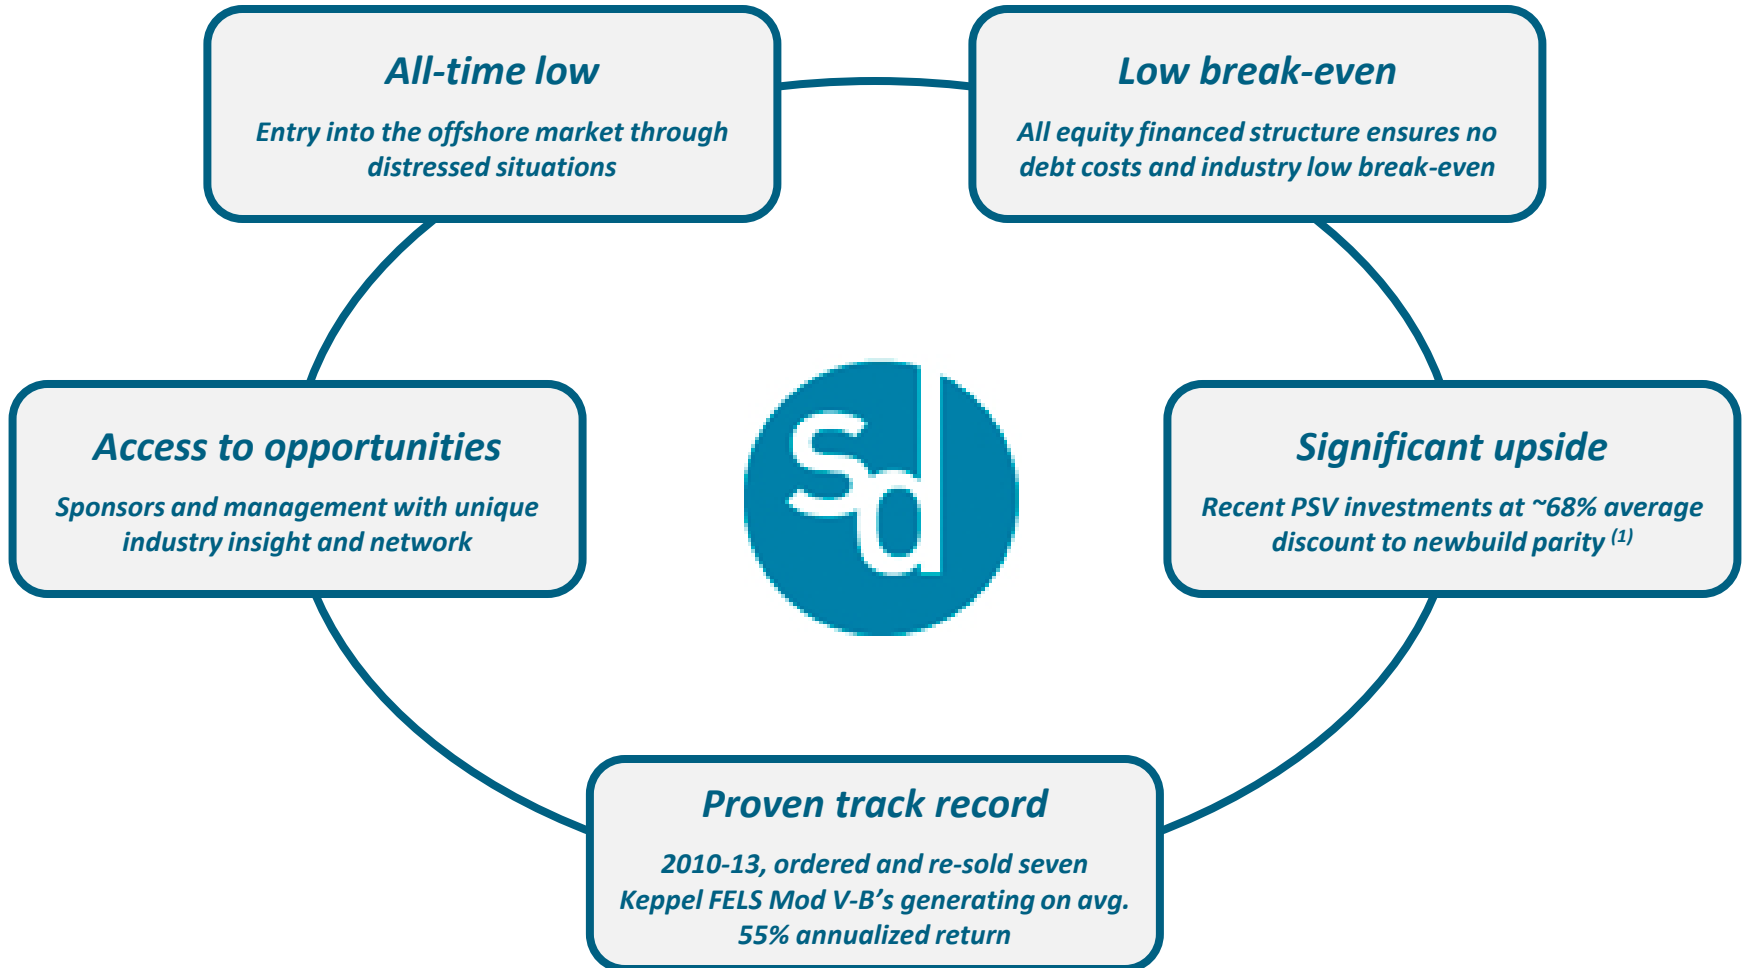 All-time low
Entry into the offshore market through
distressed situations
Low break-even
All equity financed structure ensures no
debt costs and industry low break-even
Access to opportunities
Sponsors and management with unique
industry insight and network
sd
Significant upside
Recent PSV investments at ~68% average
discount to newbuild parity (1)
Proven track record
2010-13, ordered and re-sold seven
Keppel FELS Mod V-B’s generating on avg.
55% annualized return